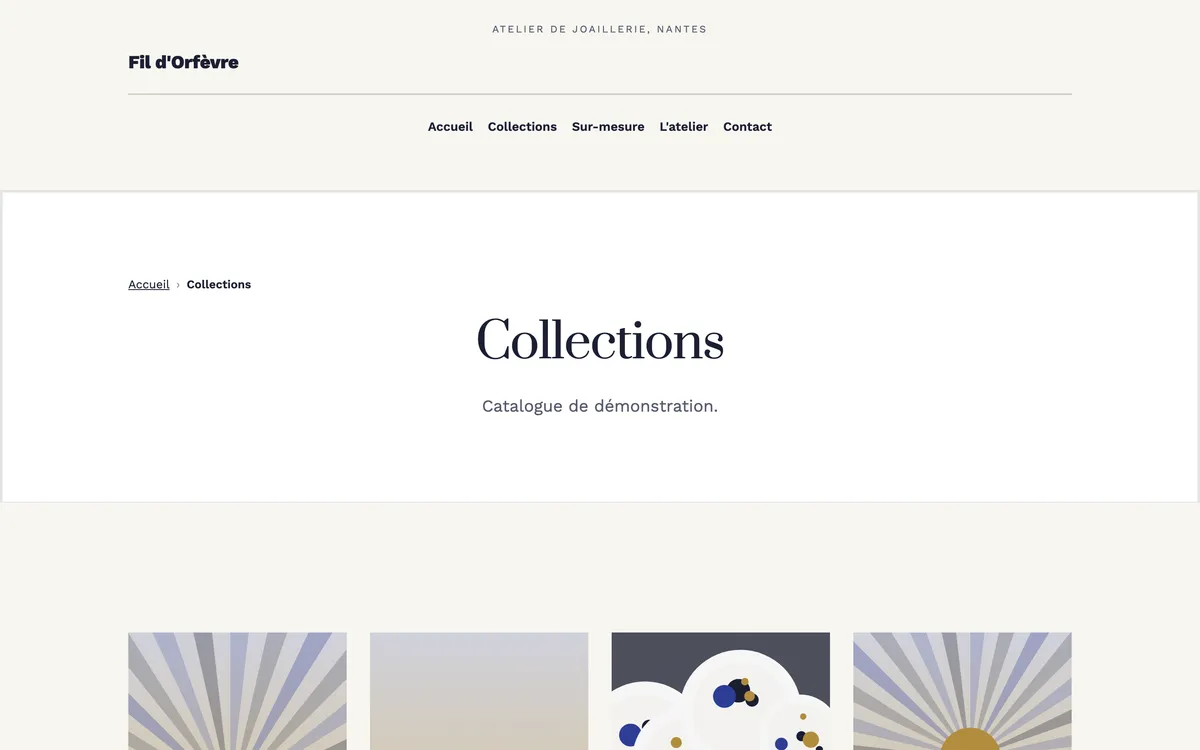 ATELIER DE JOAILLERIE, NANTES
Fil d'Orfèvre
Accueil Collections Sur-mesure L'atelier Contact
Accueil › Collections
Collections
Catalogue de démonstration.